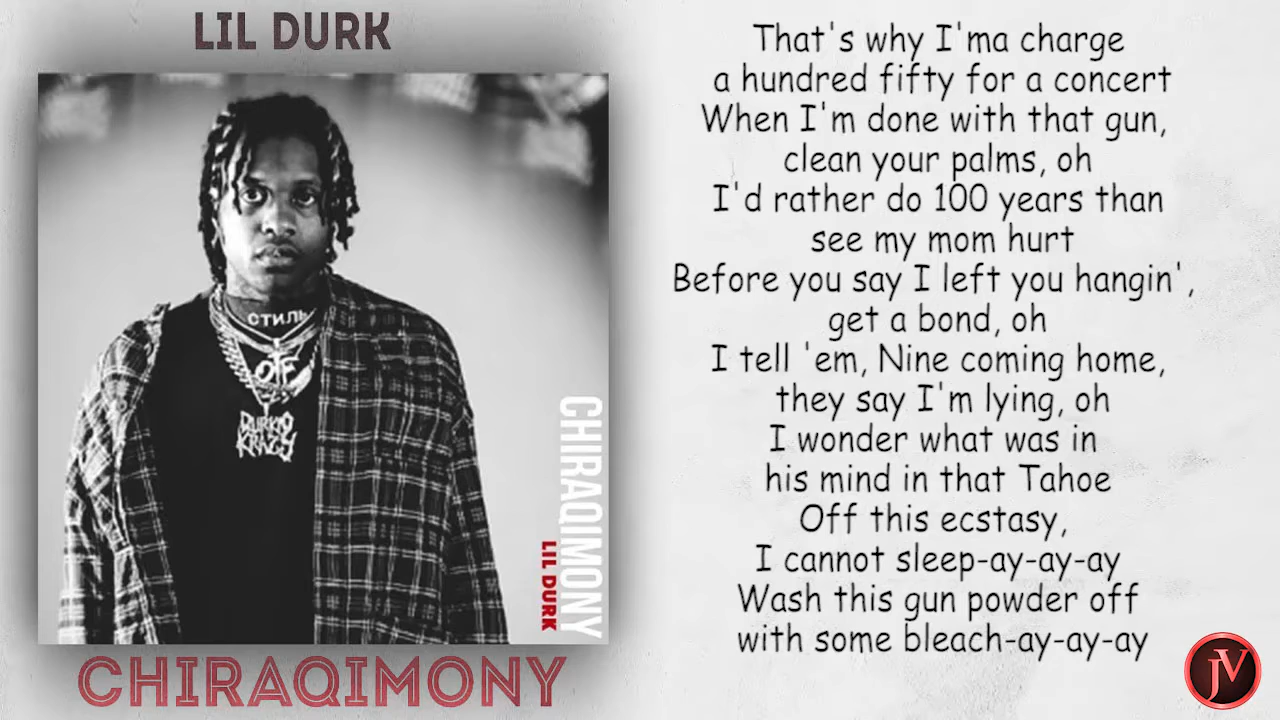 LIL DURK
СТИЛЬ
OTF
DURKIO
KRAZY
CHIRAQIMONY
LIL DURK
CHIRAQIMONY
That's why I'ma charge
a hundred fifty for a concert
When I'm done with that gun,
clean your palms, oh
I'd rather do 100 years than
see my mom hurt
Before you say I left you hangin',
get a bond, oh
I tell 'em, Nine coming home,
they say I'm lying, oh
I wonder what was in
his mind in that Tahoe
Off this ecstasy,
I cannot sleep-ay-ay-ay
Wash this gun powder off
with some bleach-ay-ay-ay
JV